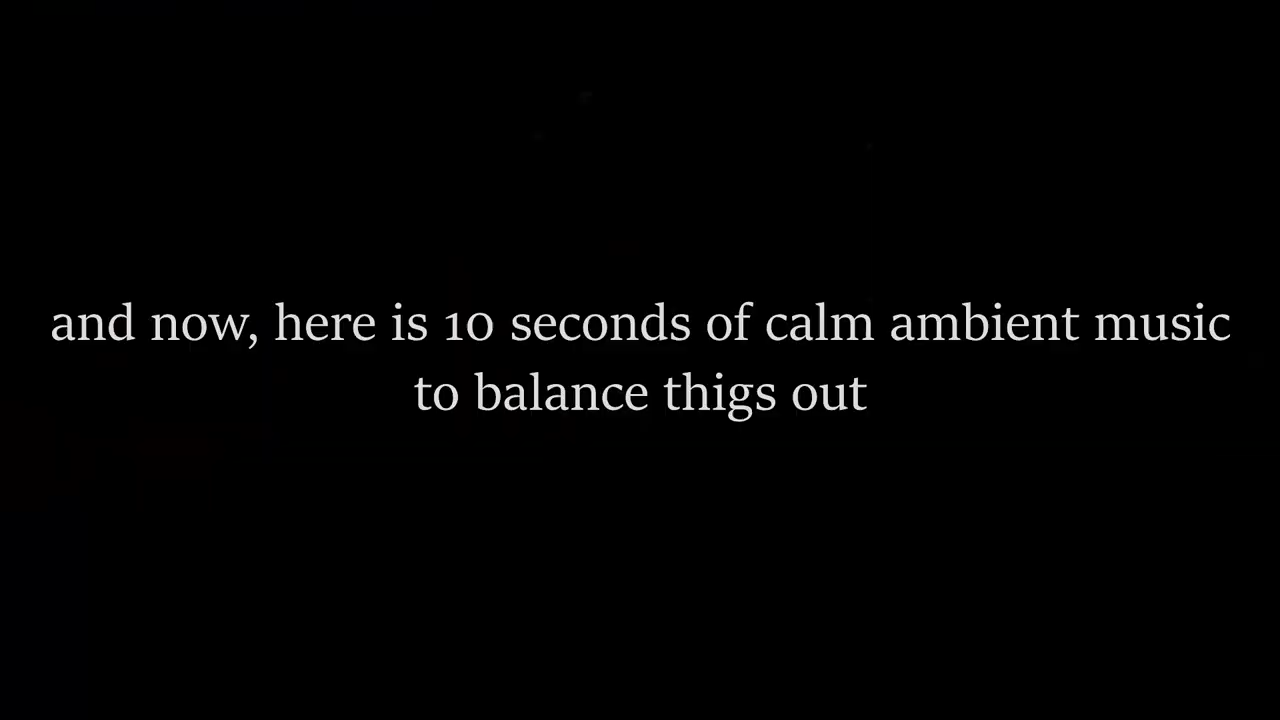 and now, here is 10 seconds of calm ambient music
to balance thigs out